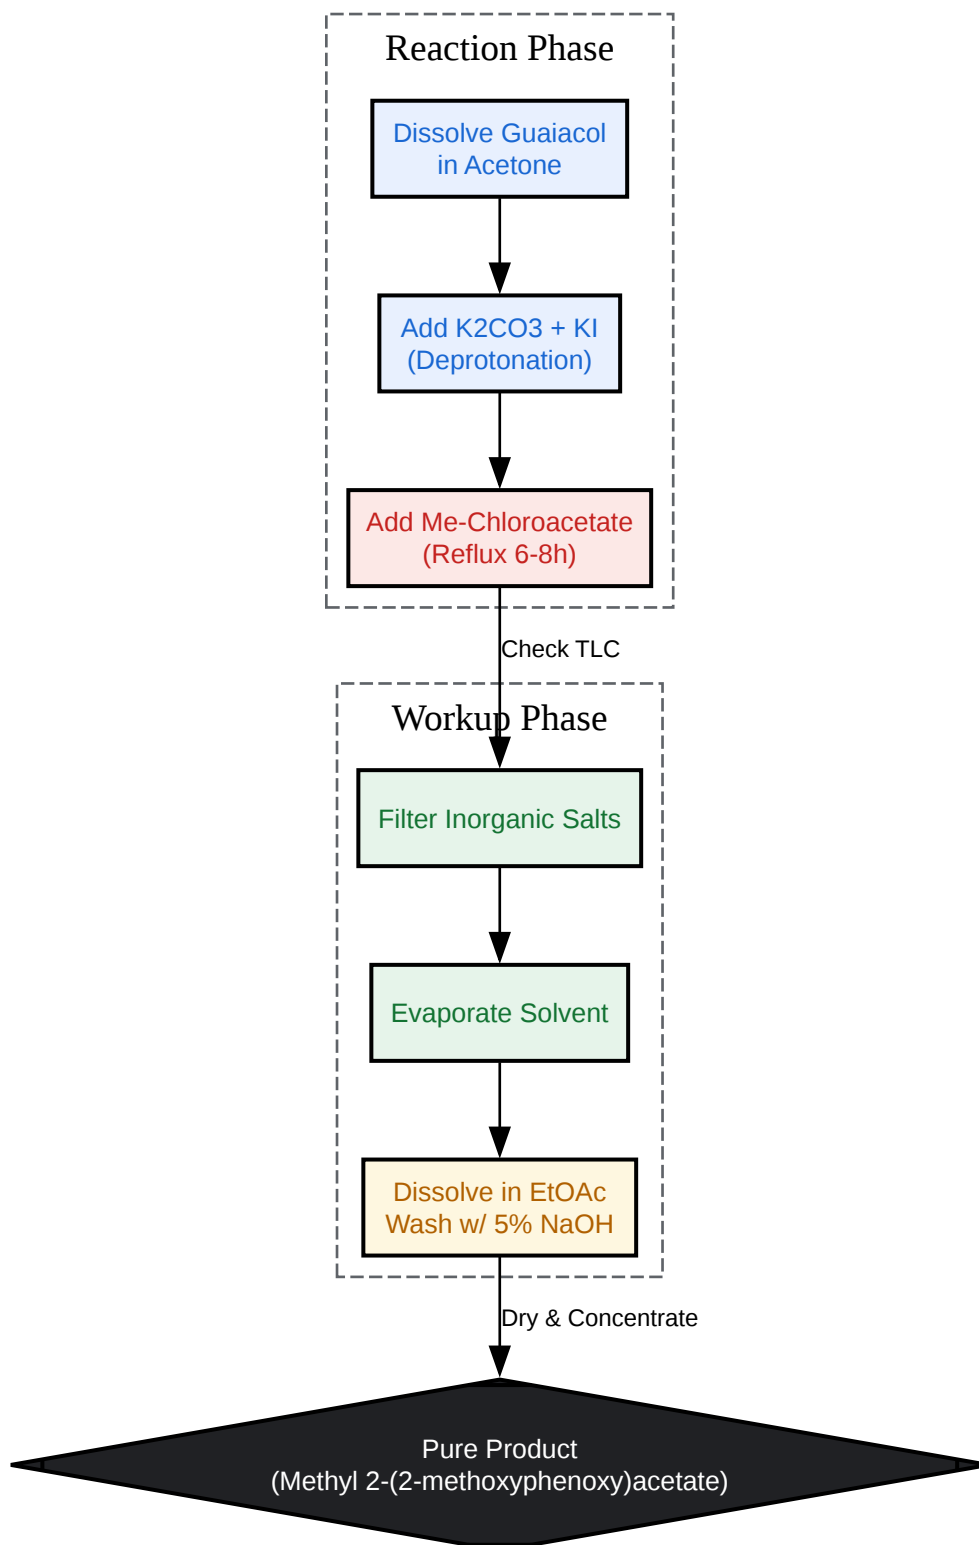 Reaction Phase
Dissolve Guaiacol
in Acetone
Add K2CO3 + KI
(Deprotonation)
Add Me-Chloroacetate
(Reflux 6-8h)
Check TLC
Workup Phase
Filter Inorganic Salts
Evaporate Solvent
Dissolve in EtOAc
Wash w/ 5% NaOH
Dry & Concentrate
Pure Product
(Methyl 2-(2-methoxyphenoxy)acetate)